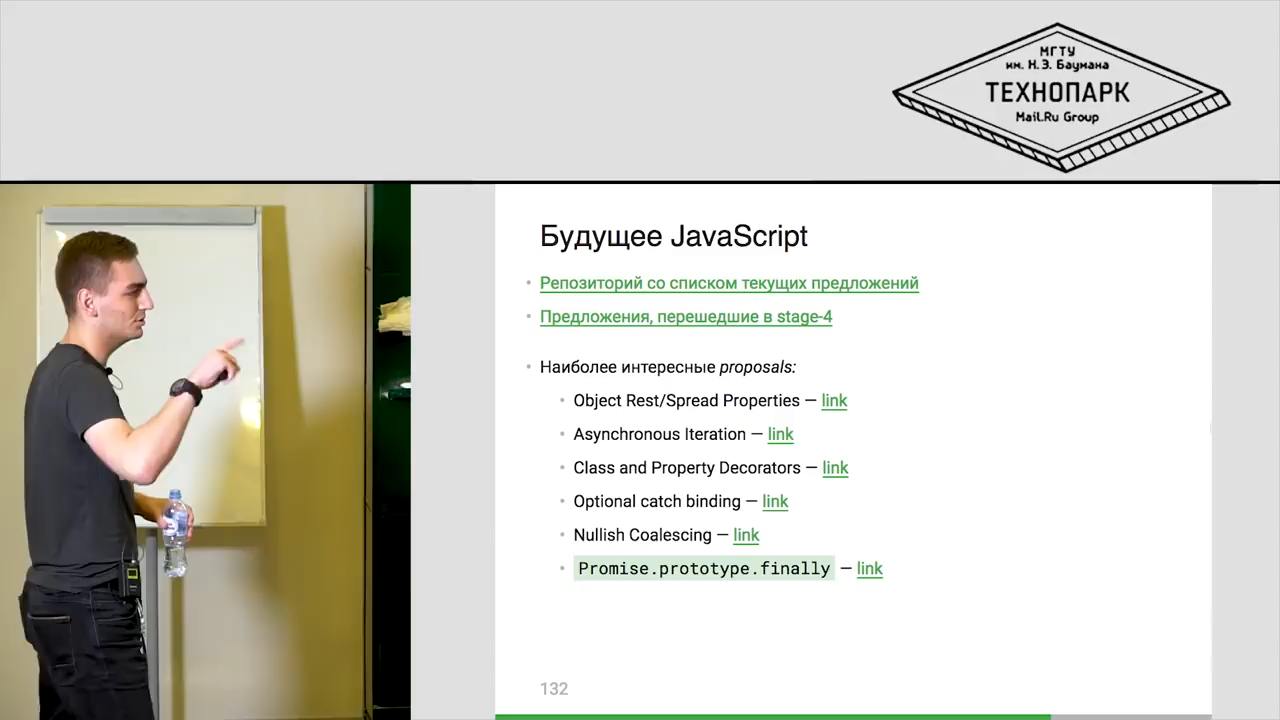 МГТУ
им. Н.Э. Баумана
ТЕХНОПАРК
Mail.Ru Group
Будущее JavaScript
Репозиторий со списком текущих предложений
Предложения, перешедшие в stage-4
Наиболее интересные proposals:
Object Rest/Spread Properties — link
Asynchronous Iteration — link
Class and Property Decorators — link
Optional catch binding — link
Nullish Coalescing — link
Promise.prototype.finally — link
132